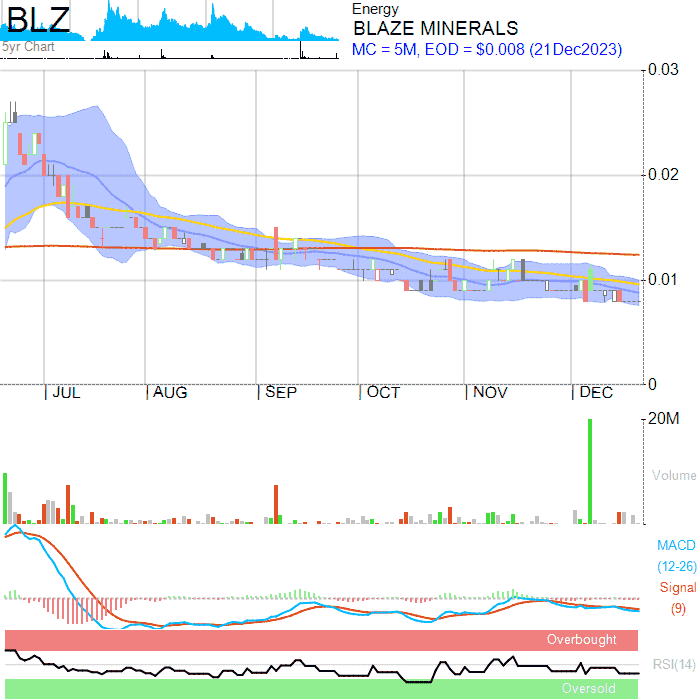 BLZ
5yr Chart
Energy
BLAZE MINERALS
MC = 5M, EOD = $0.008 (21Dec2023)
0.03
0.02
0.01
0
JUL AUG SEP OCT NOV DEC
20M
Volume
MACD
(12-26)
Signal
(9)
Overbought
RSI(14)
Oversold